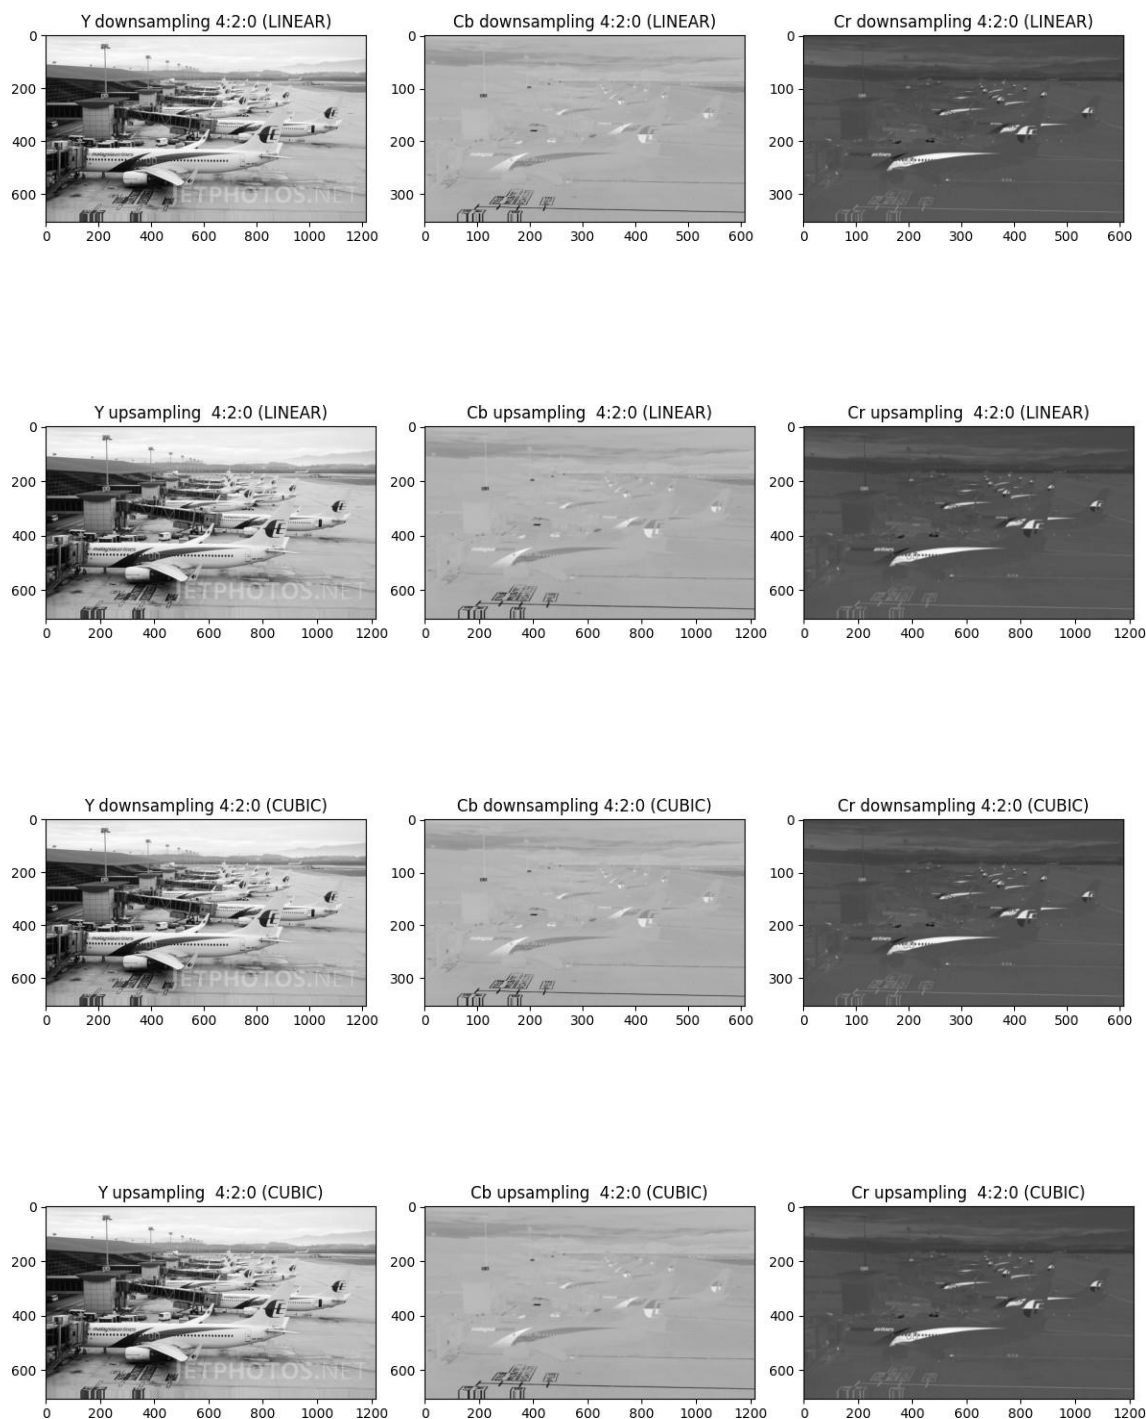 Y downsampling 4:2:0 (LINEAR) Cb downsampling 4:2:0 (LINEAR) Cr downsampling 4:2:0 (LINEAR)
0 0 0
200 100 100
400 200 200
600 300 300
JETPHOTOS.NET
0 200 400 600 800 1000 1200 0 100 200 300 400 500 600 0 100 200 300 400 500 600
Y upsampling 4:2:0 (LINEAR) Cb upsampling 4:2:0 (LINEAR) Cr upsampling 4:2:0 (LINEAR)
0 0 0
200 200 200
400 400 400
malaysia airlines malaysia airlines
600 600 600
JETPHOTOS.NET
0 200 400 600 800 1000 1200 0 200 400 600 800 1000 1200 0 200 400 600 800 1000 1200
Y downsampling 4:2:0 (CUBIC) Cb downsampling 4:2:0 (CUBIC) Cr downsampling 4:2:0 (CUBIC)
0 0 0
200 100 100
400 200 200
600 300 300
JETPHOTOS.NET
0 200 400 600 800 1000 1200 0 100 200 300 400 500 600 0 100 200 300 400 500 600
Y upsampling 4:2:0 (CUBIC) Cb upsampling 4:2:0 (CUBIC) Cr upsampling 4:2:0 (CUBIC)
0 0 0
200 200 200
400 400 400
600 600 600
JETPHOTOS.NET
0 200 400 600 800 1000 1200 0 200 400 600 800 1000 1200 0 200 400 600 800 1000 1200